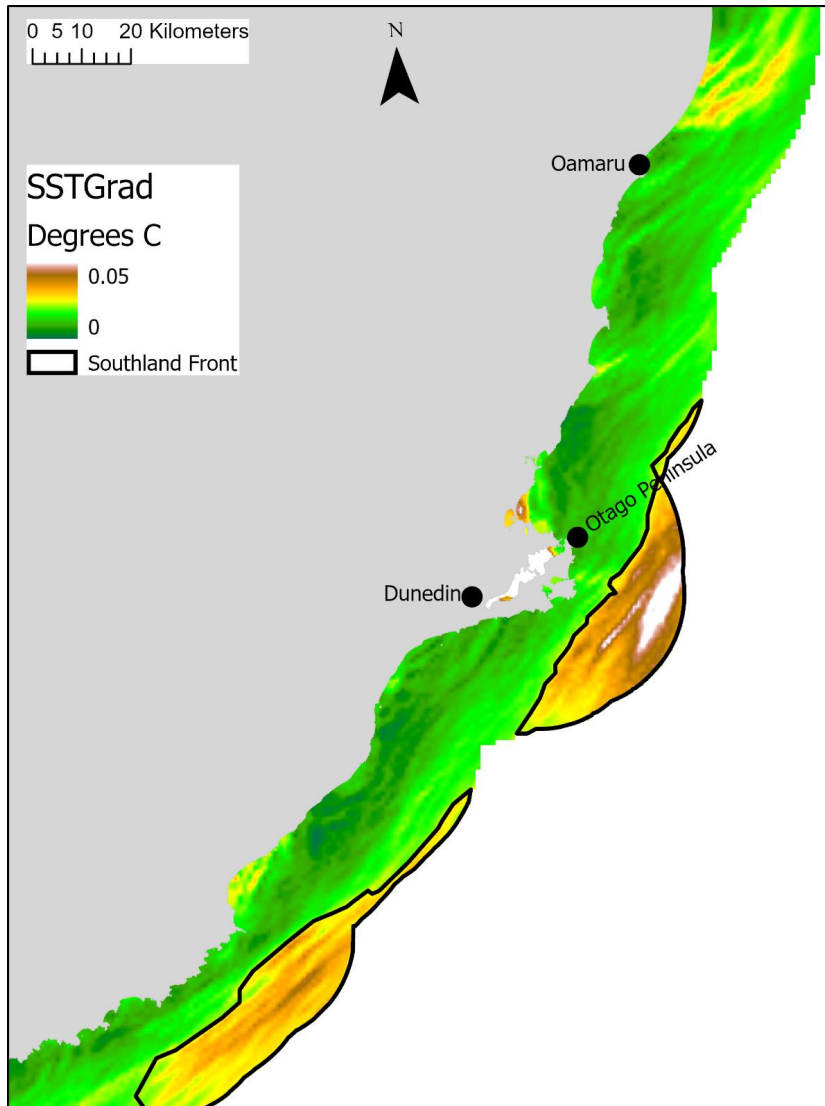 0 5 10 20 Kilometers
N
Oamaru
SSTGrad
Degrees C
0.05
0
Southland Front
Otago Peninsula
Dunedin